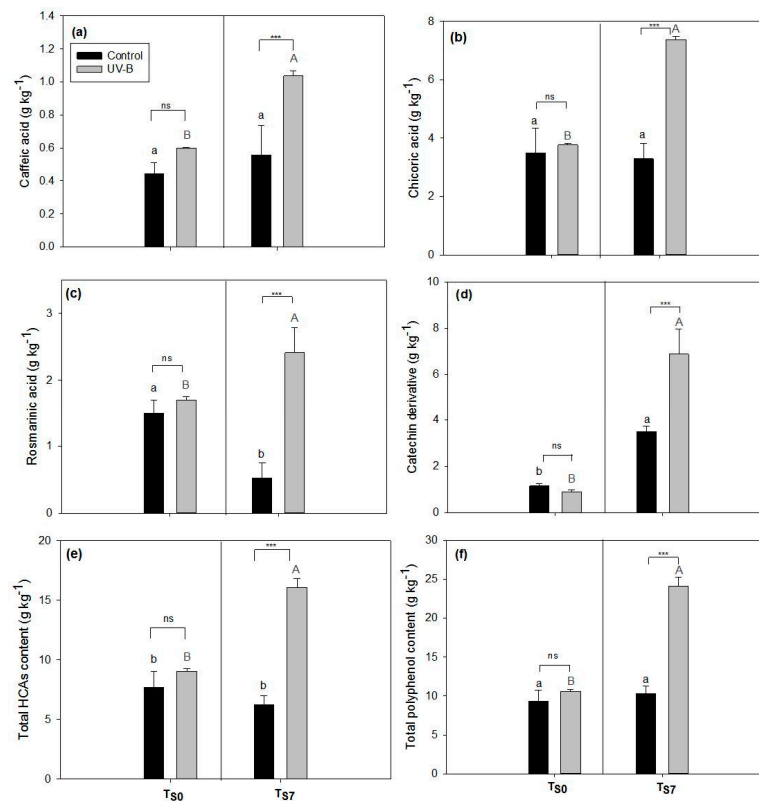 (a)
Control
UV-B
Caffeic acid (g kg⁻¹)
1.4
1.2
1.0
0.8
0.6
0.4
0.2
0.0
ns
a
B
***
a
A
(b)
Chicoric acid (g kg⁻¹)
8
6
4
2
0
ns
a
B
***
a
A
(c)
Rosmarinic acid (g kg⁻¹)
3
2
1
0
ns
a
B
***
b
A
(d)
Catechin derivative (g kg⁻¹)
10
8
6
4
2
0
ns
b
B
***
a
A
(e)
Total HCAs content (g kg⁻¹)
20
15
10
5
0
ns
b
B
***
b
A
TS0
TS7
(f)
Total polyphenol content (g kg⁻¹)
30
25
20
15
10
5
0
ns
a
B
***
a
A
TS0
TS7